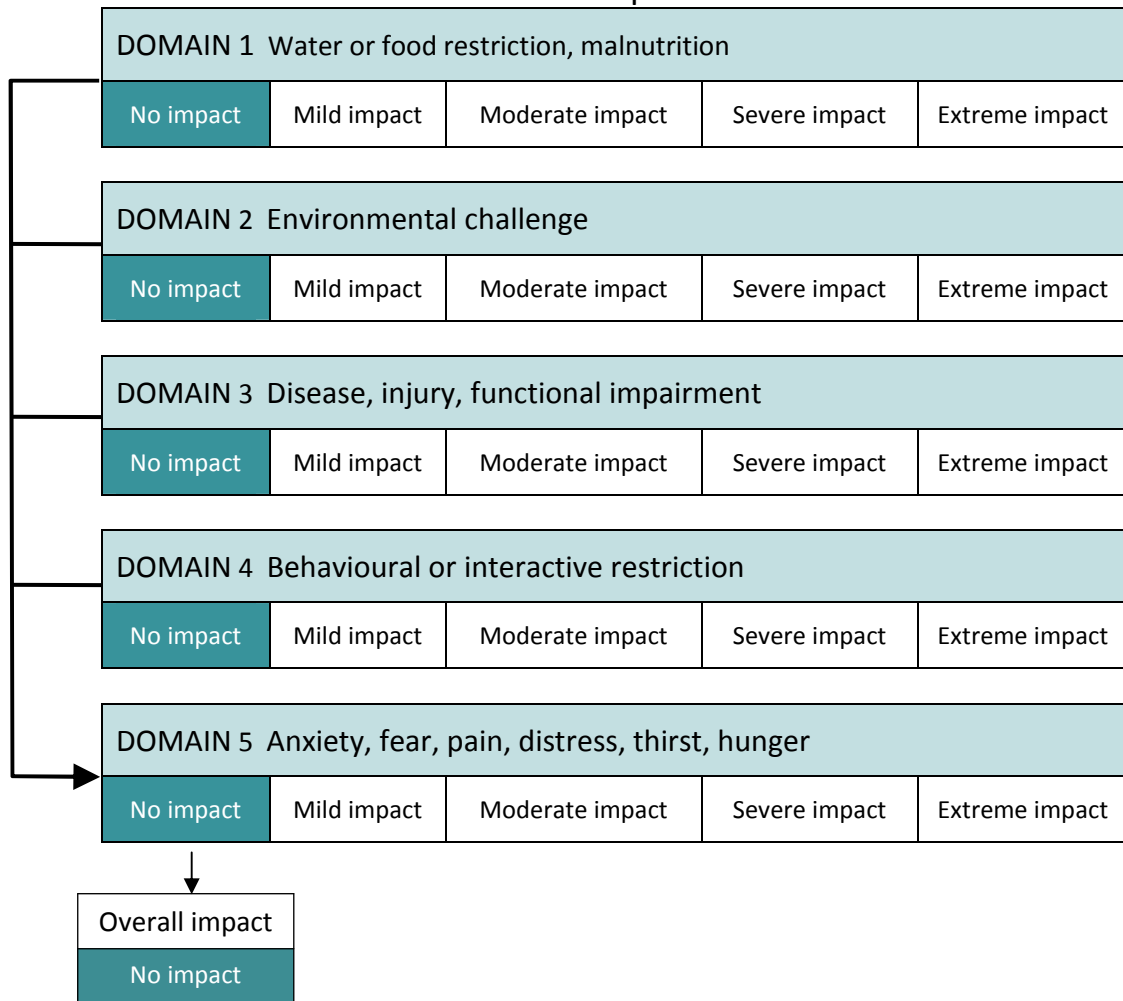 DOMAIN 1 Water or food restriction, malnutrition
No impact Mild impact Moderate impact Severe impact Extreme impact
DOMAIN 2 Environmental challenge
No impact Mild impact Moderate impact Severe impact Extreme impact
DOMAIN 3 Disease, injury, functional impairment
No impact Mild impact Moderate impact Severe impact Extreme impact
DOMAIN 4 Behavioural or interactive restriction
No impact Mild impact Moderate impact Severe impact Extreme impact
DOMAIN 5 Anxiety, fear, pain, distress, thirst, hunger
No impact Mild impact Moderate impact Severe impact Extreme impact
Overall impact
No impact